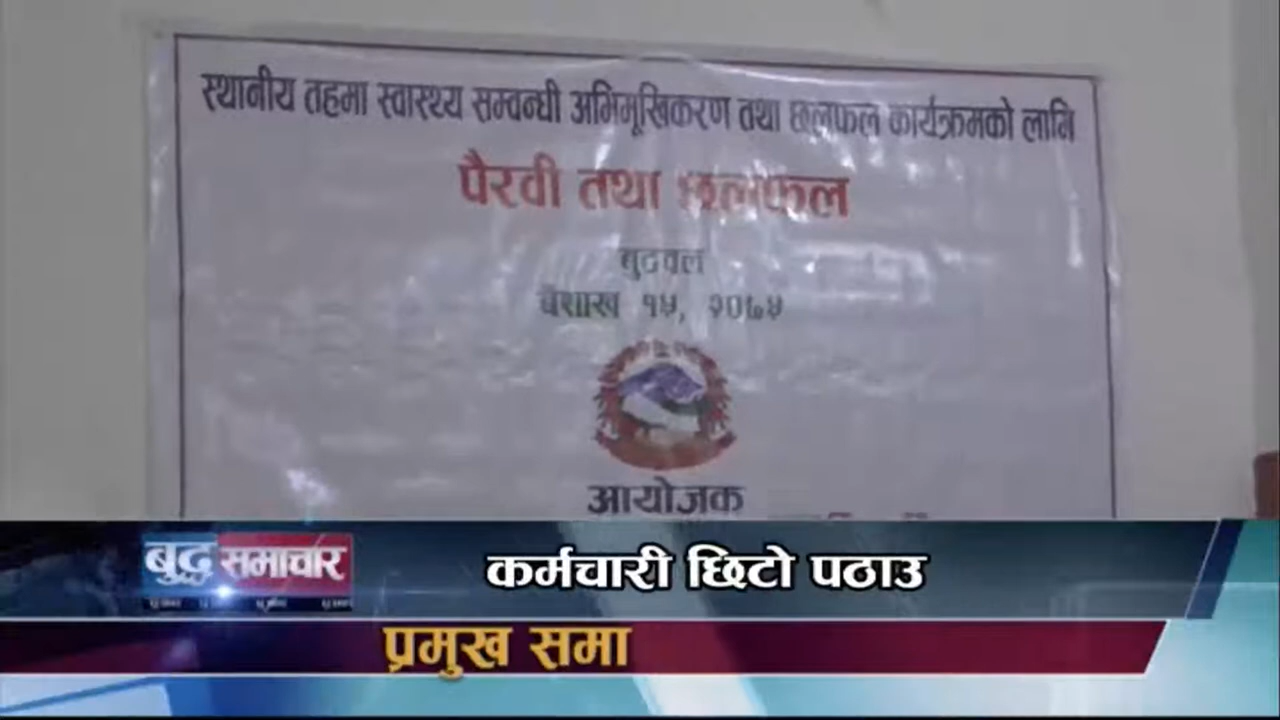 स्थानीय तहमा स्वास्थ्य सम्वन्धी अभिमूखिकरण तथा छलफल कार्यक्रमको लागि
पैरवी तथा छलफल
बुटवल
बैशाख १५, २०७५
आयोजक
बुद्ध समाचार
कर्मचारी छिटो पठाउ
प्रमुख समा